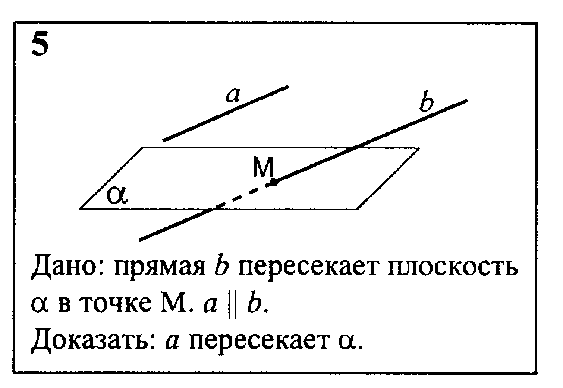 5
a
b
M
α
Дано: прямая b пересекает плоскость
α в точке М. a || b.
Доказать: a пересекает α.